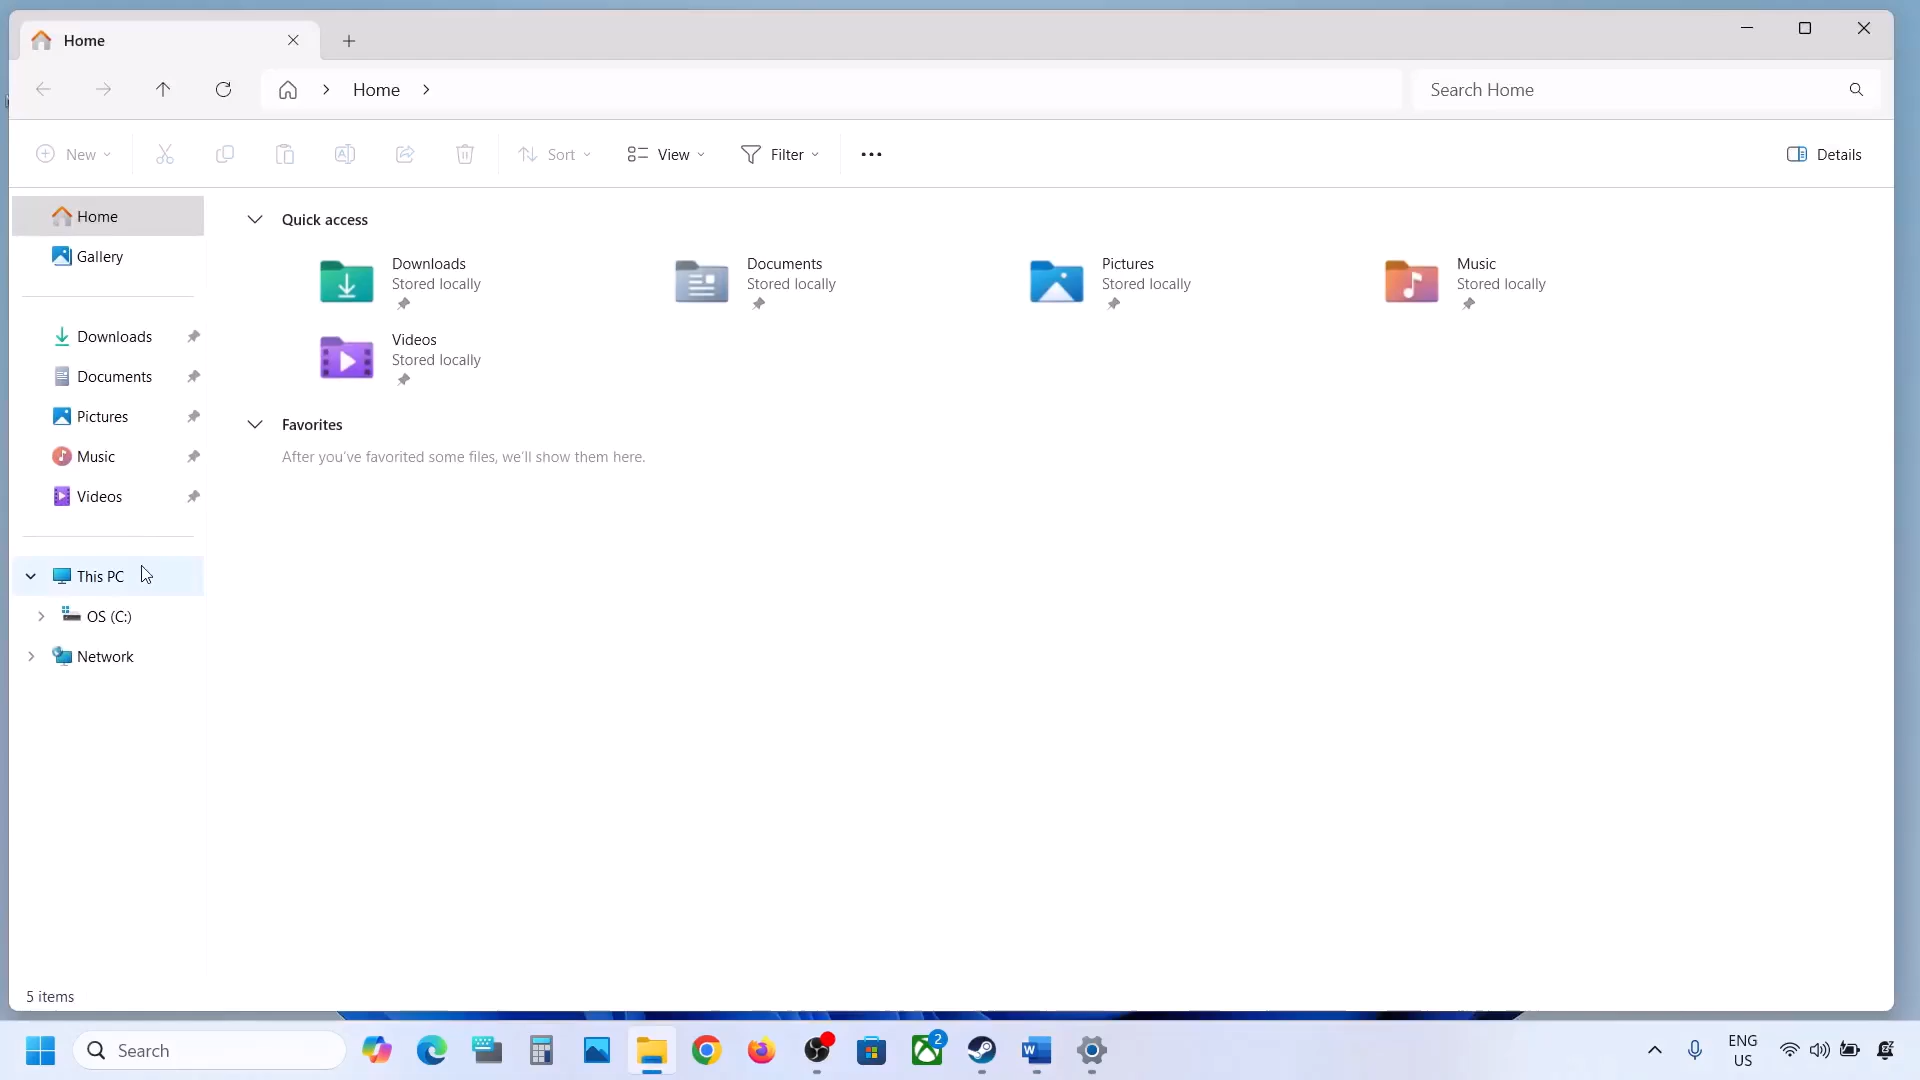 Home
Home
Search Home
New
Sort
View
Filter
Details
Home
Gallery
Downloads
Documents
Pictures
Music
Videos
This PC
OS (C:)
Network
Quick access
Downloads
Stored locally
Documents
Stored locally
Pictures
Stored locally
Music
Stored locally
Videos
Stored locally
Favorites
After you've favorited some files, we'll show them here.
5 items
Search
2
ENG
US